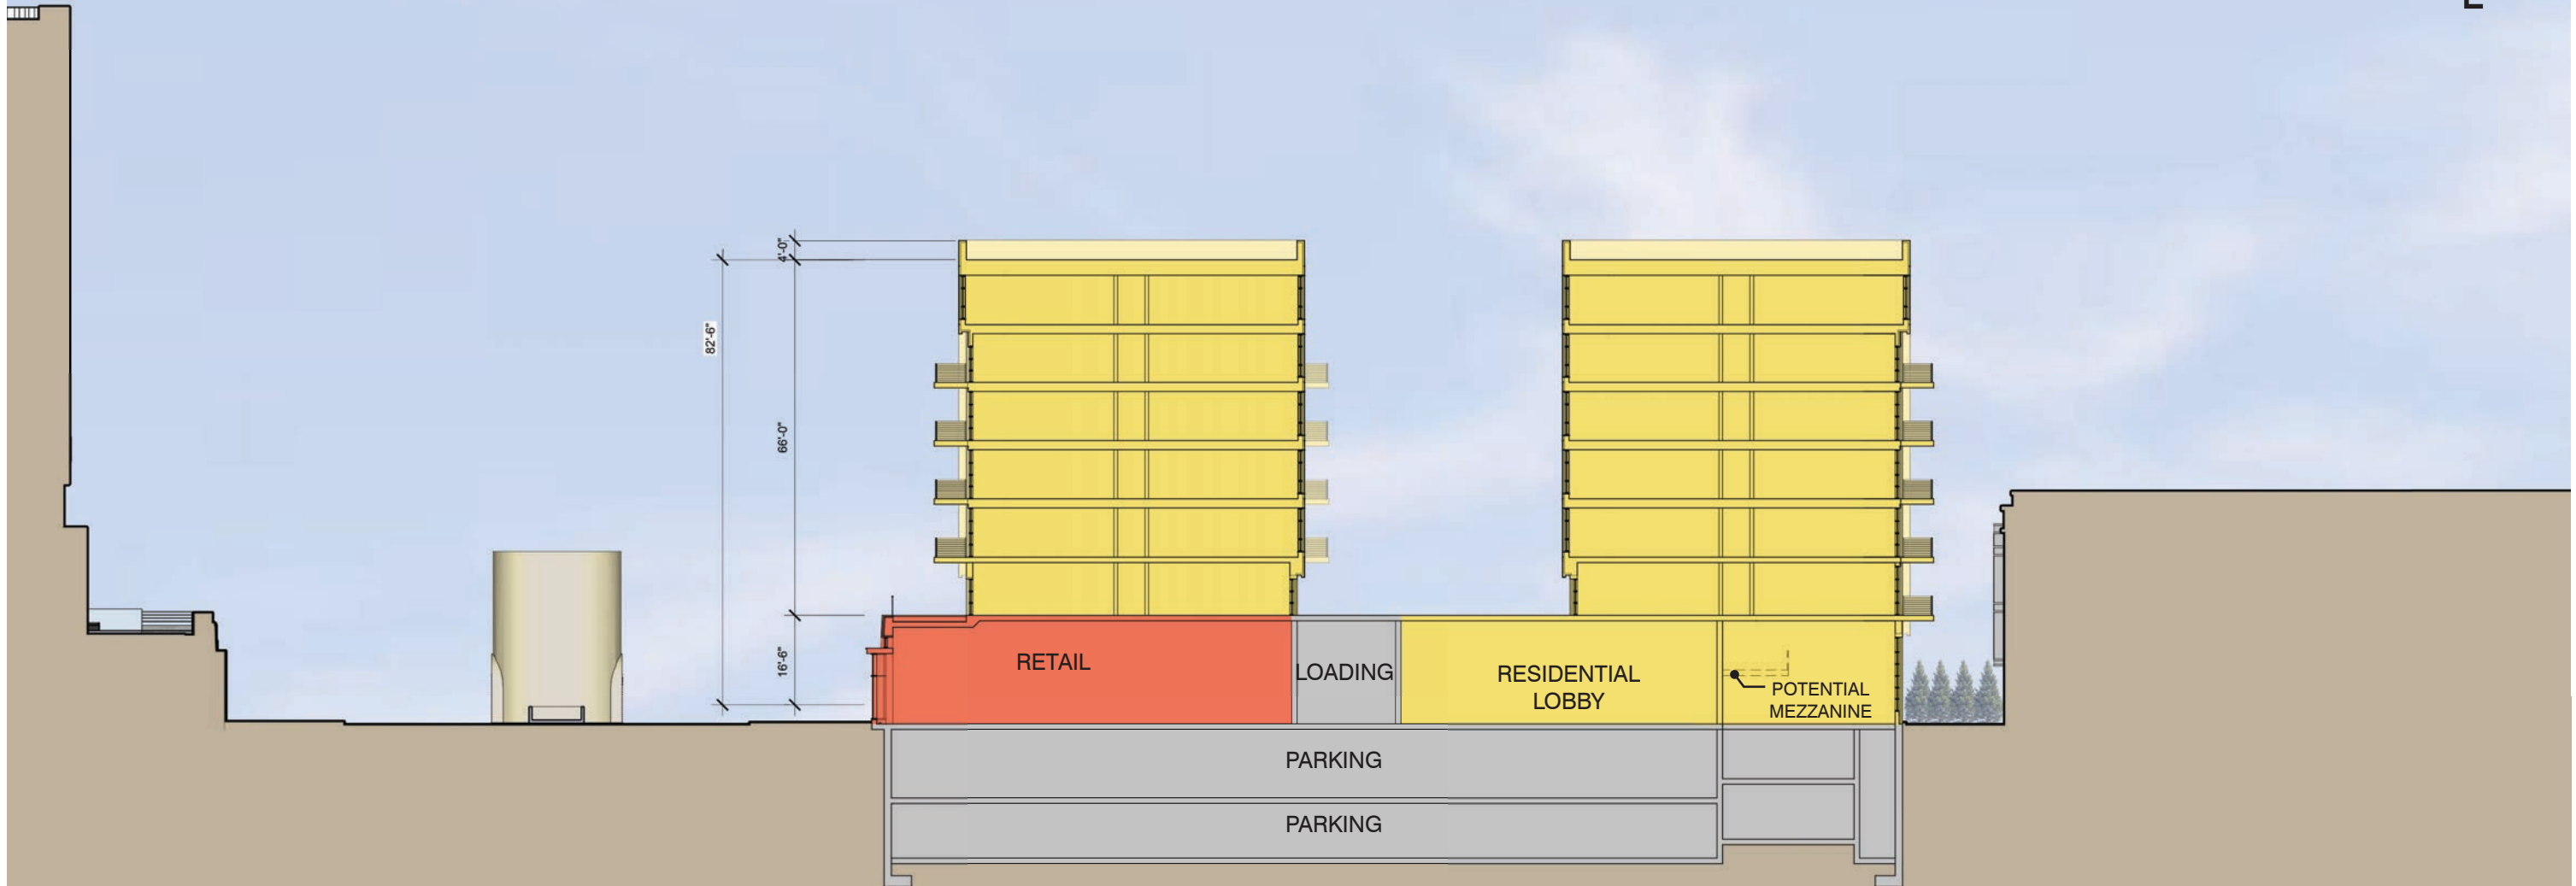 4'-0"
82'-6"
66'-0"
16'-6"
RETAIL
LOADING
RESIDENTIAL
LOBBY
POTENTIAL
MEZZANINE
PARKING
PARKING